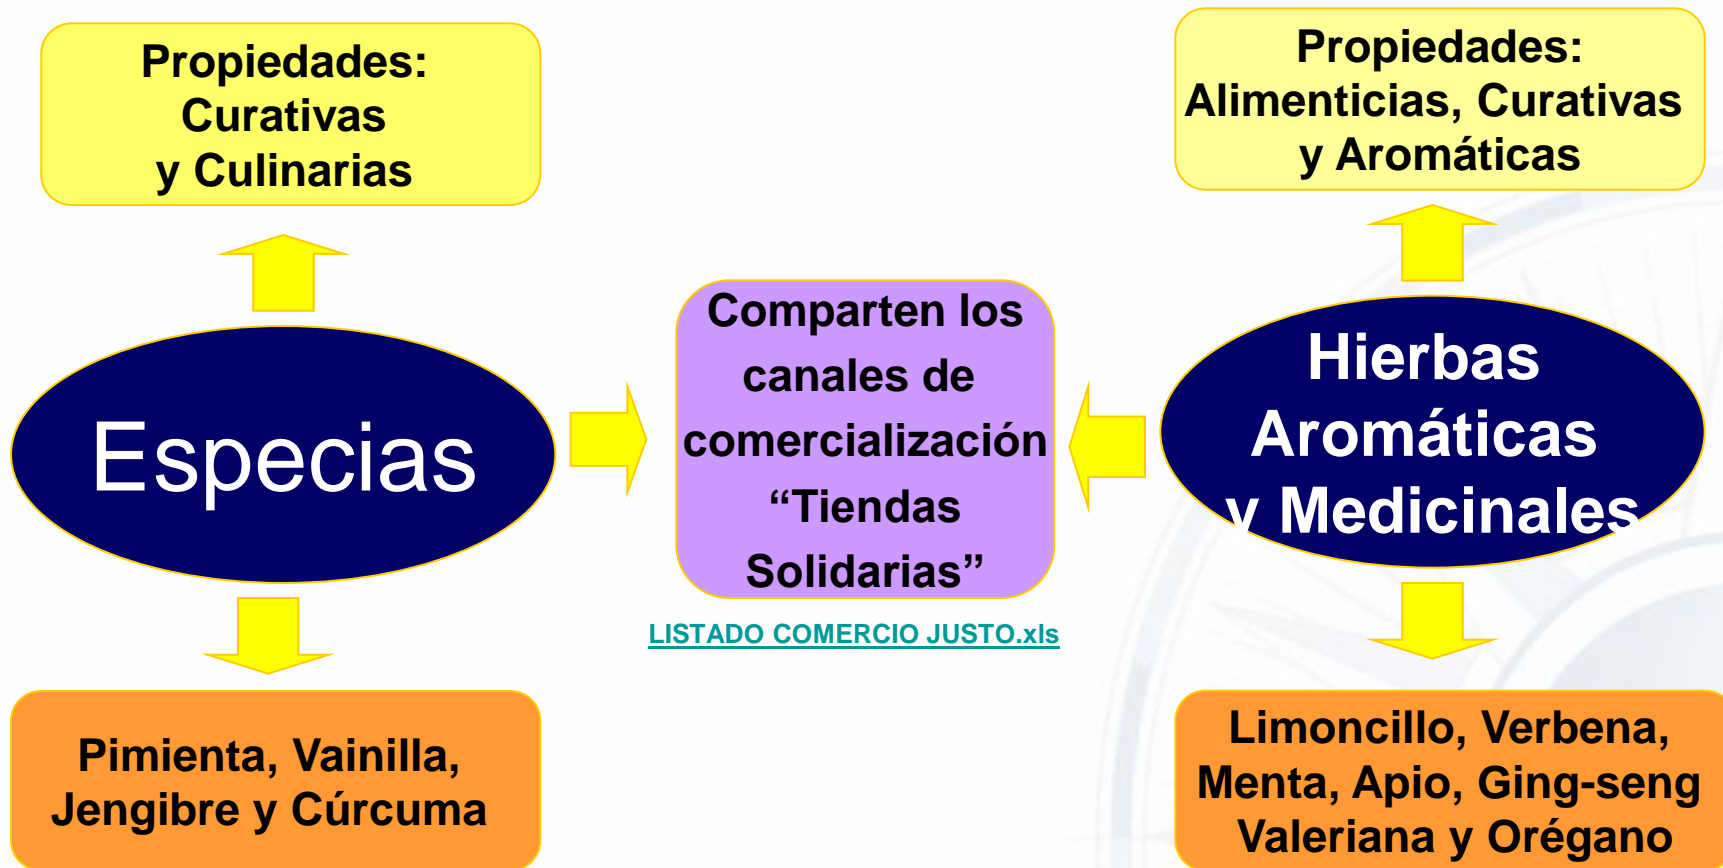 Propiedades:
Curativas
y Culinarias
Propiedades:
Alimenticias, Curativas
y Aromáticas
Especias
Comparten los
canales de
comercialización
“Tiendas
Solidarias”
LISTADO COMERCIO JUSTO.xls
Hierbas
Aromáticas
y Medicinales
Pimienta, Vainilla,
Jengibre y Cúrcuma
Limoncillo, Verbena,
Menta, Apio, Ging-seng
Valeriana y Orégano